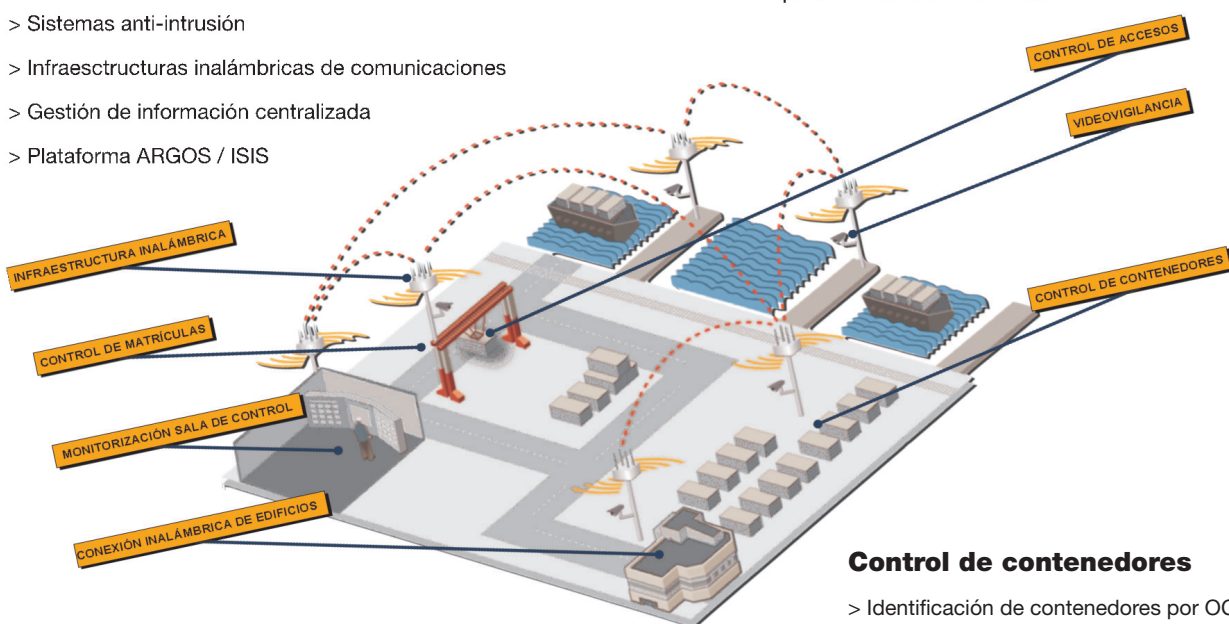 > Sistemas anti-intrusión
> Infraesctructuras inalámbricas de comunicaciones
> Gestión de información centralizada
> Plataforma ARGOS / ISIS
CONTROL DE ACCESOS
VIDEOVIGILANCIA
INFRAESTRUCTURA INALÁMBRICA
CONTROL DE CONTENEDORES
CONTROL DE MATRÍCULAS
MONITORIZACIÓN SALA DE CONTROL
CONEXIÓN INALÁMBRICA DE EDIFICIOS
Control de contenedores
> Identificación de contenedores por